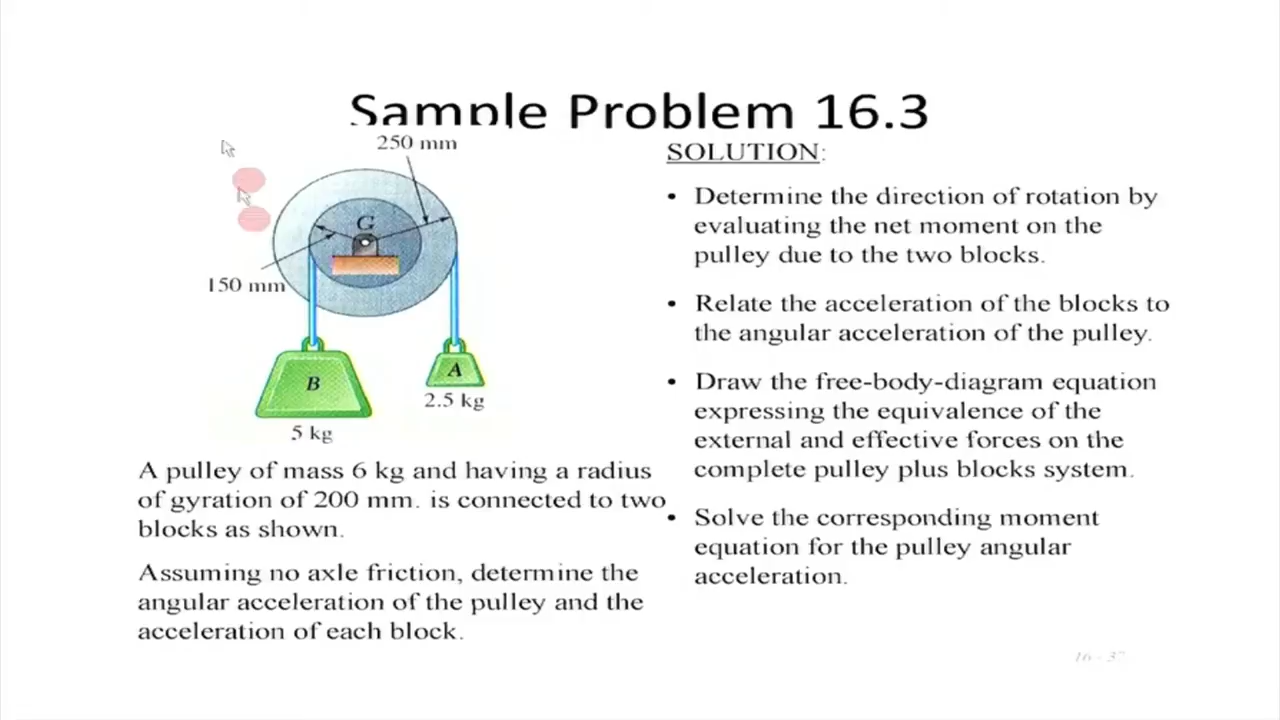 Sample Problem 16.3
250 mm
G
150 mm
B
A
2.5 kg
5 kg
A pulley of mass 6 kg and having a radius
of gyration of 200 mm. is connected to two
blocks as shown.
Assuming no axle friction, determine the
angular acceleration of the pulley and the
acceleration of each block.
SOLUTION:
• Determine the direction of rotation by
evaluating the net moment on the
pulley due to the two blocks.
• Relate the acceleration of the blocks to
the angular acceleration of the pulley.
• Draw the free-body-diagram equation
expressing the equivalence of the
external and effective forces on the
complete pulley plus blocks system.
• Solve the corresponding moment
equation for the pulley angular
acceleration.